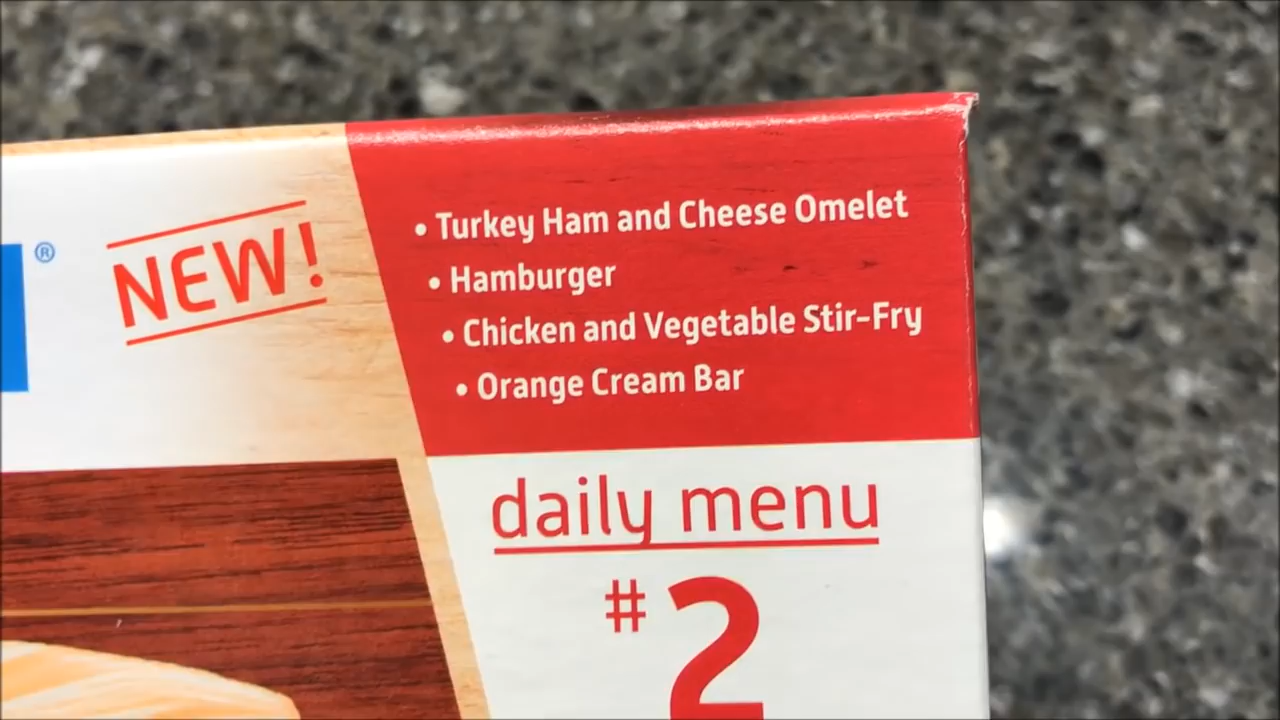 ®
NEW!
• Turkey Ham and Cheese Omelet
• Hamburger
• Chicken and Vegetable Stir-Fry
• Orange Cream Bar
daily menu
#2